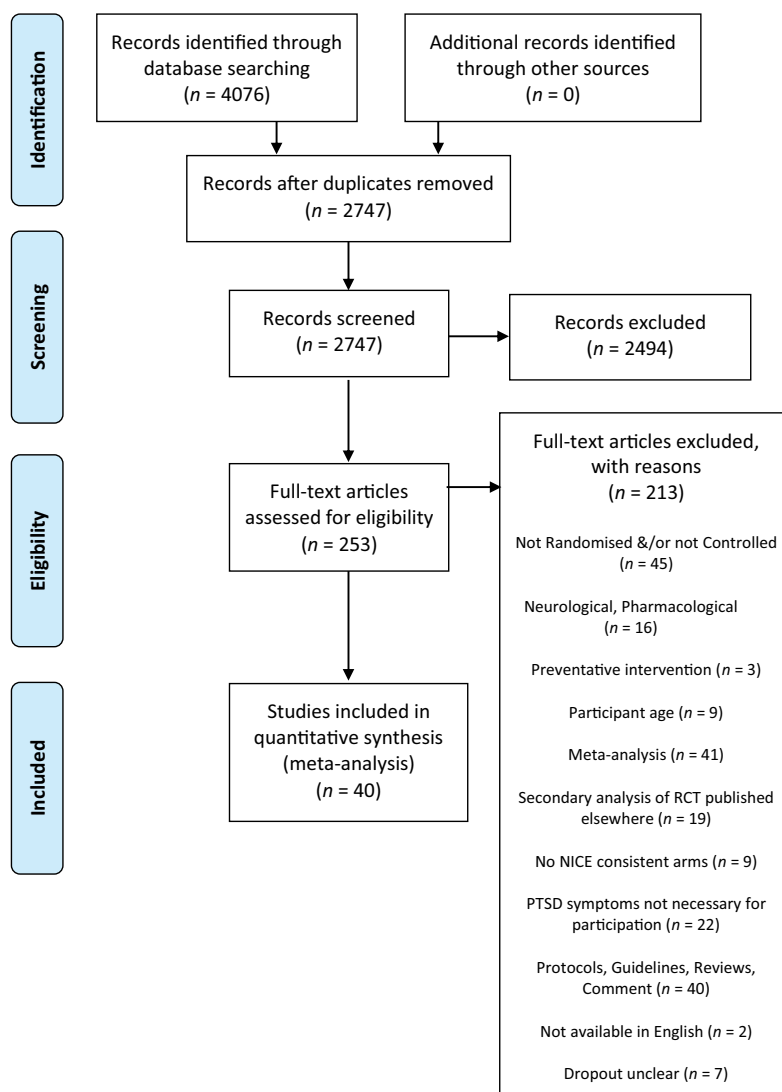 Identification
Records identified through
database searching
(n = 4076)
Additional records identified
through other sources
(n = 0)
Records after duplicates removed
(n = 2747)
Screening
Records screened
(n = 2747)
Records excluded
(n = 2494)
Eligibility
Full-text articles
assessed for eligibility
(n = 253)
Full-text articles excluded,
with reasons
(n = 213)
Not Randomised &/or not Controlled
(n = 45)
Neurological, Pharmacological
(n = 16)
Preventative intervention (n = 3)
Participant age (n = 9)
Meta-analysis (n = 41)
Secondary analysis of RCT published
elsewhere (n = 19)
No NICE consistent arms (n = 9)
PTSD symptoms not necessary for
participation (n = 22)
Protocols, Guidelines, Reviews,
Comment (n = 40)
Not available in English (n = 2)
Dropout unclear (n = 7)
Included
Studies included in
quantitative synthesis
(meta-analysis)
(n = 40)